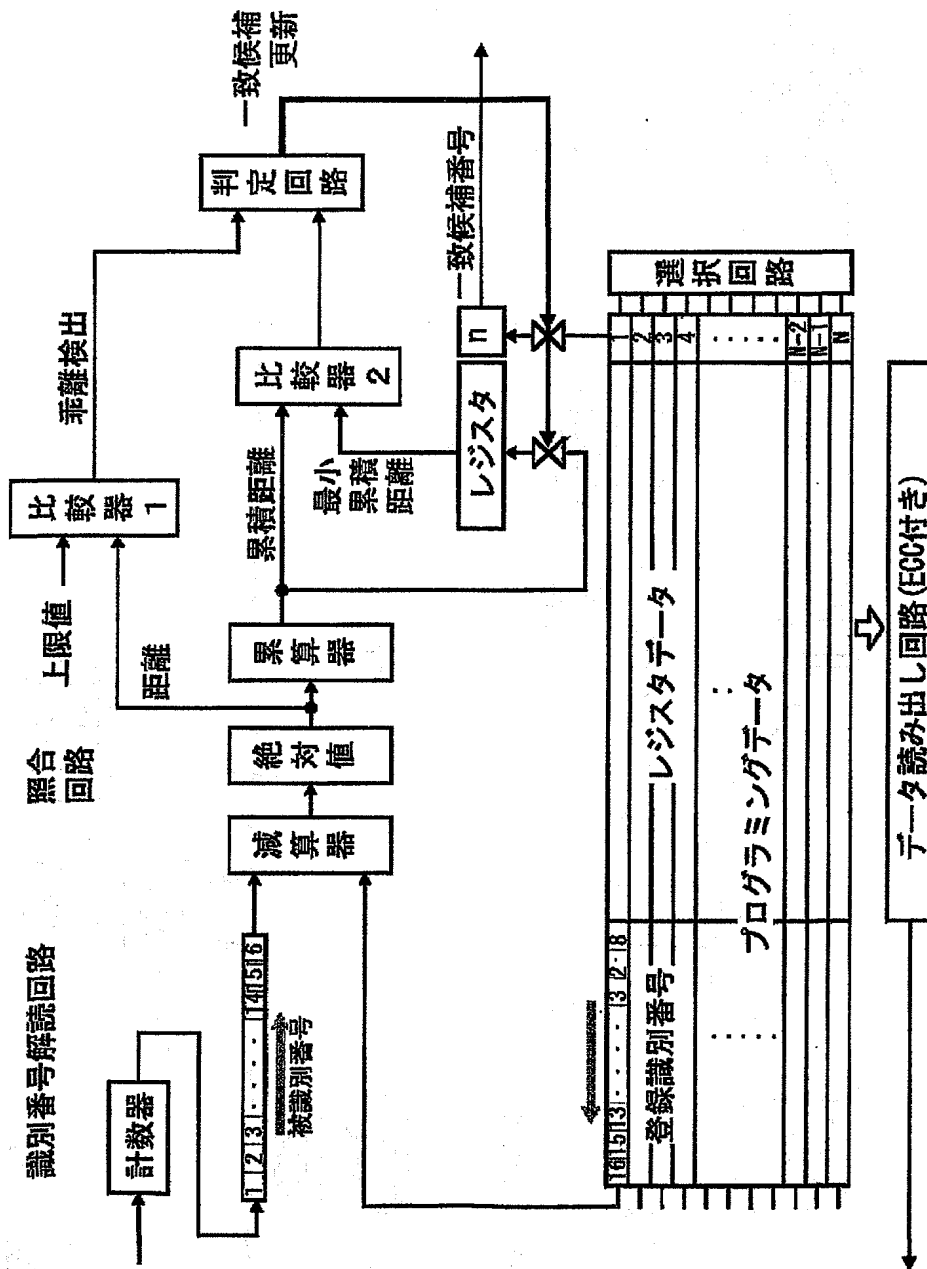 識別番号解読回路
計数器
1 2 3 ・・・・ 14 15 16
被識別番号
照合
回路
減算器
絶対値
累算器
上限値
距離
比較器1
乖離検出
累積距離
最小
累積
距離
比較器2
判定回路
一致候補
更新
レジスタ
n
一致候補番号
16 15 13 ・・・・ 3 2・8
登録識別番号
レジスタデータ
プログラミングデータ
1
2
3
4
・・・・・
N-2
N-1
N
選択回路
データ読み出し回路(ECC付き)